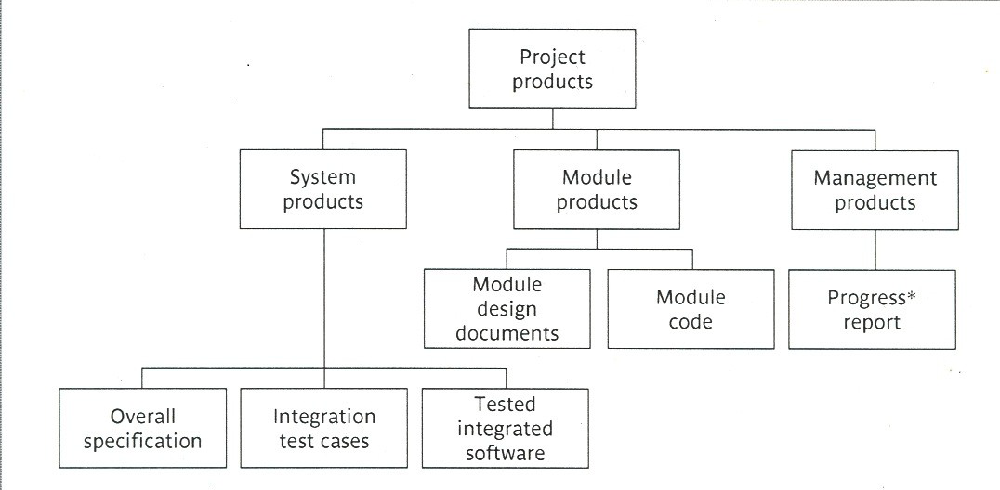 Project
products
System
products
Module
products
Management
products
Module
design
documents
Module
code
Progress*
report
Overall
specification
Integration
test cases
Tested
integrated
software